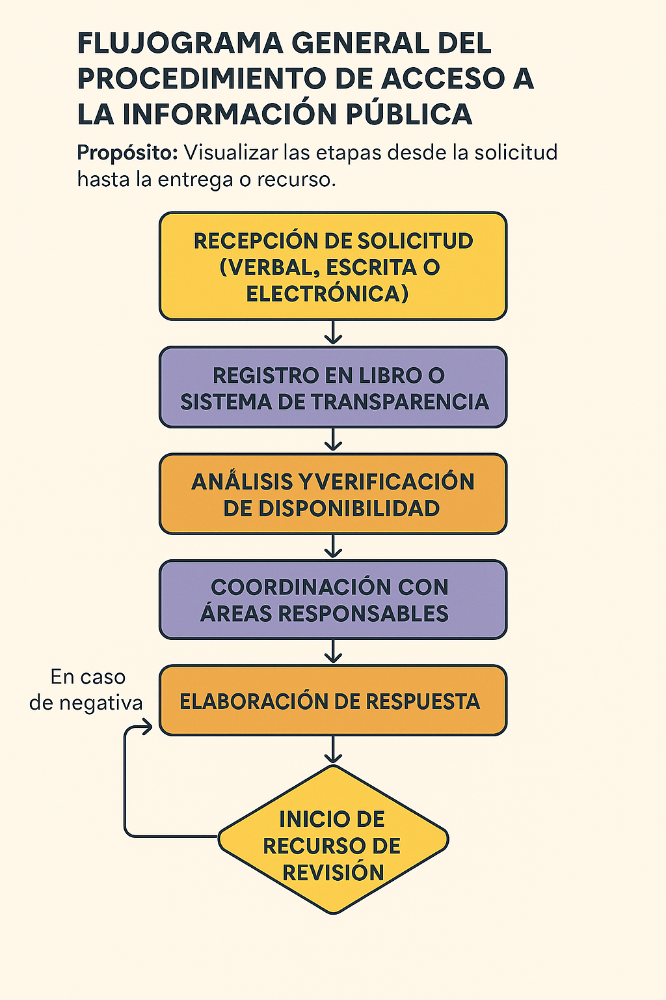 FLUJOGRAMA GENERAL DEL
PROCEDIMIENTO DE ACCESO A
LA INFORMACIÓN PÚBLICA
Propósito: Visualizar las etapas desde la solicitud
hasta la entrega o recurso.
RECEPCIÓN DE SOLICITUD
(VERBAL, ESCRITA O
ELECTRÓNICA)
REGISTRO EN LIBRO O
SISTEMA DE TRANSPARENCIA
ANÁLISIS YVERIFICACIÓN
DE DISPONIBILIDAD
COORDINACIÓN CON
ÁREAS RESPONSABLES
En caso
de negativa
ELABORACIÓN DE RESPUESTA
INICIO DE
RECURSO DE
REVISIÓN